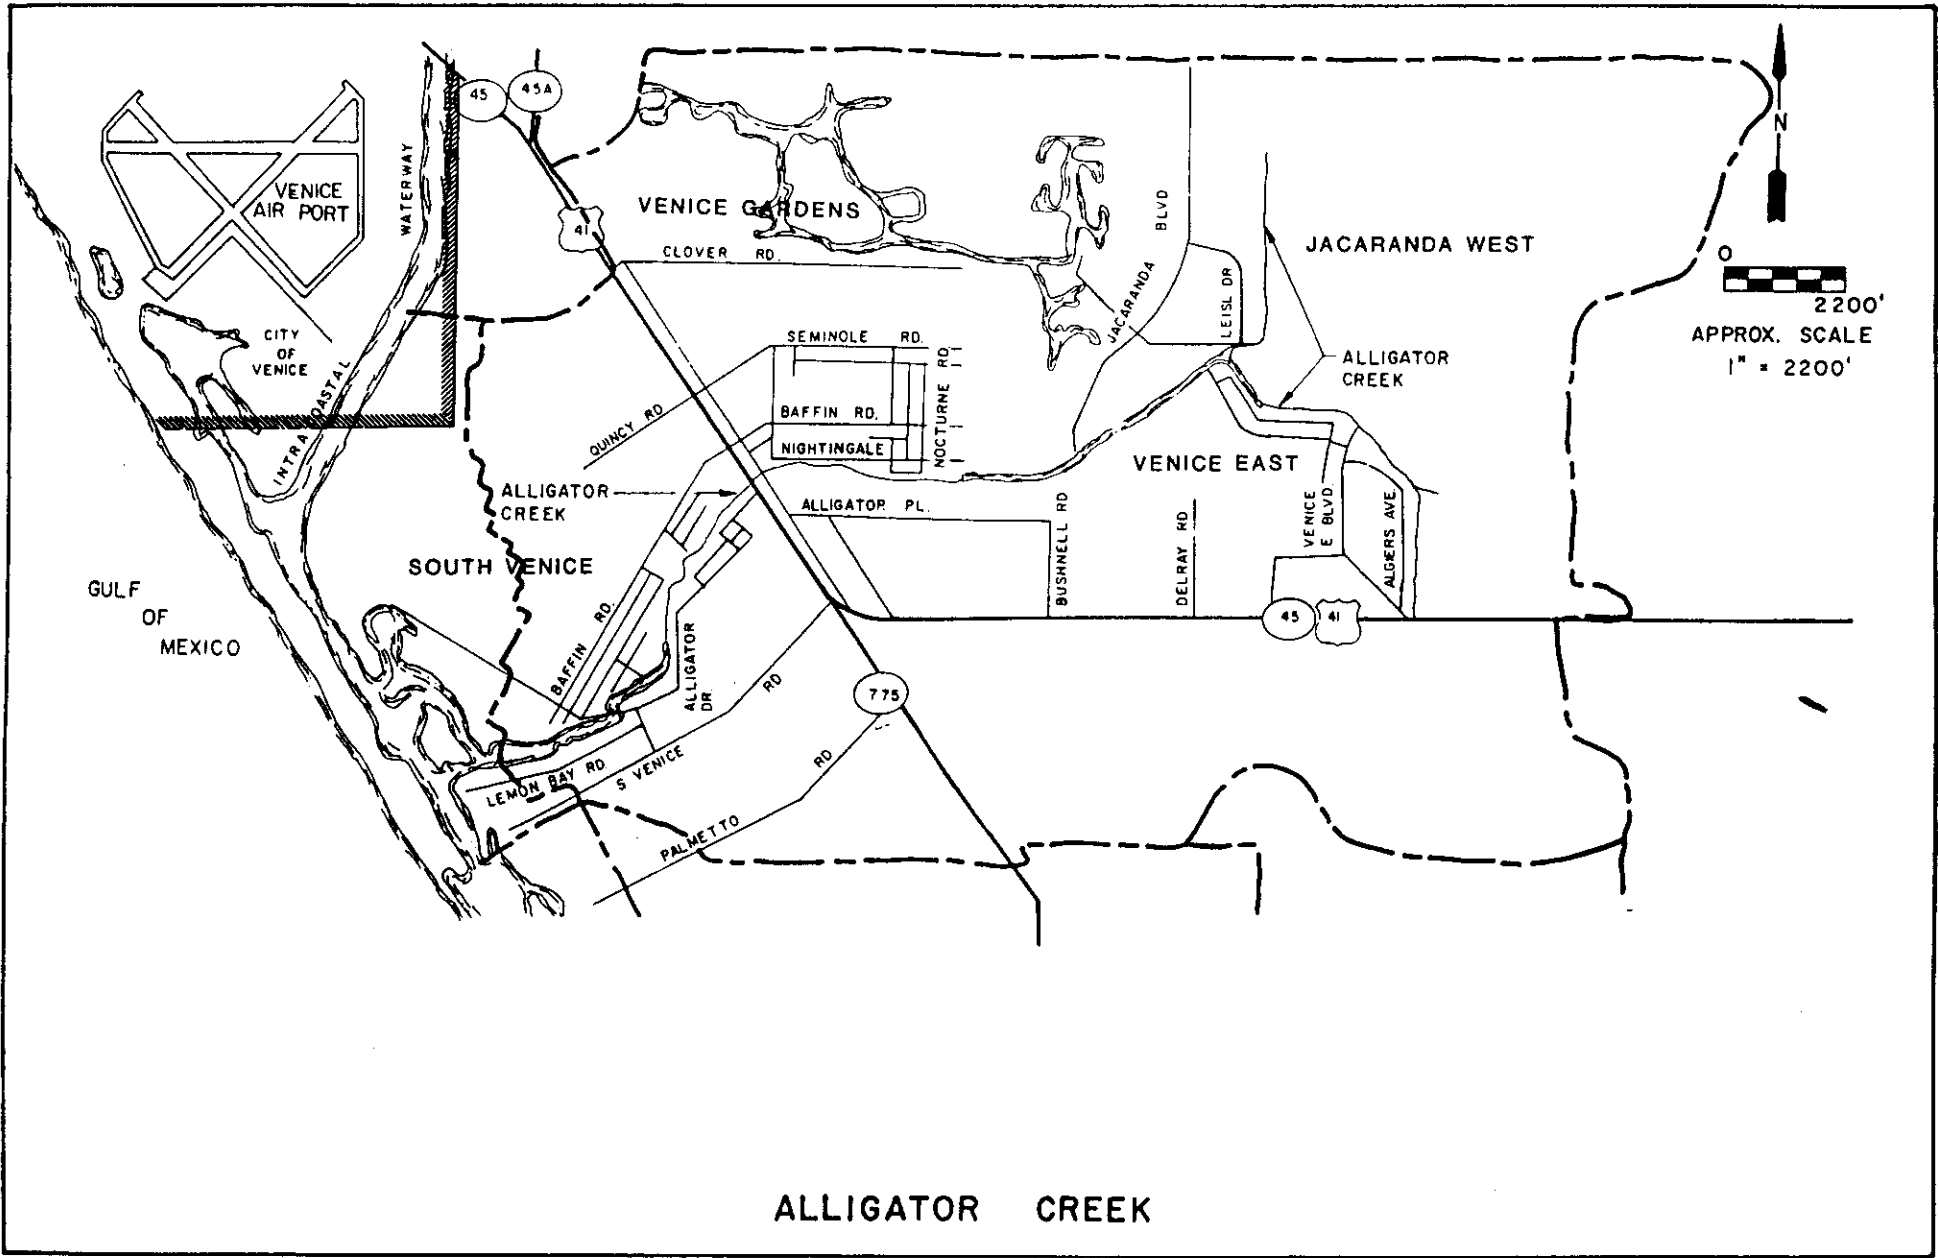 45
45A
N
WATERWAY
VENICE
AIR PORT
41
VENICE GARDENS
CLOVER RD.
BLVD
JACARANDA
LEISL DR
JACARANDA WEST
0
2200'
APPROX. SCALE
1" = 2200'
CITY
OF
VENICE
INTRACOASTAL
SEMINOLE RD.
QUINCY RD
BAFFIN RD.
NOCTURNE RD.
NIGHTINGALE
ALLIGATOR
CREEK
VENICE EAST
ALLIGATOR
CREEK
ALLIGATOR PL.
BUSHNELL RD
DELRAY RD
VENICE
E BLVD.
ALGIERS AVE.
SOUTH VENICE
GULF
OF
MEXICO
BAFFIN RD.
ALLIGATOR
DR.
45
41
775
LEMON BAY RD.
S VENICE RD
PALMETTO RD
ALLIGATOR CREEK